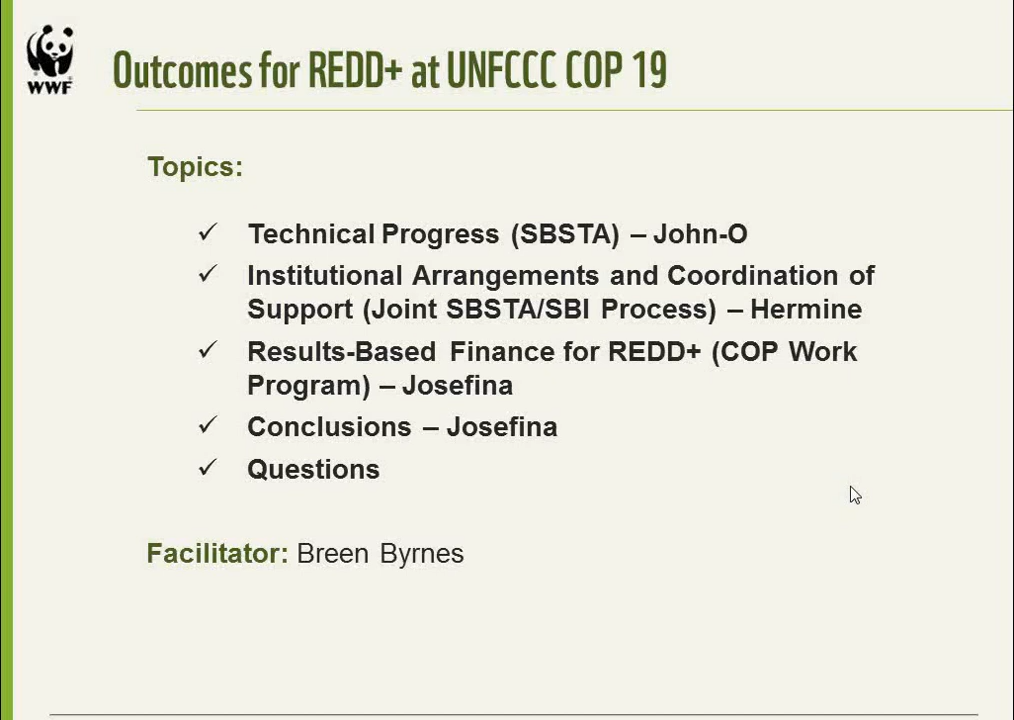 WWF
Outcomes for REDD+ at UNFCCC COP 19
Topics:
✓ Technical Progress (SBSTA) – John-O
✓ Institutional Arrangements and Coordination of
Support (Joint SBSTA/SBI Process) – Hermine
✓ Results-Based Finance for REDD+ (COP Work
Program) – Josefina
✓ Conclusions – Josefina
✓ Questions
Facilitator: Breen Byrnes